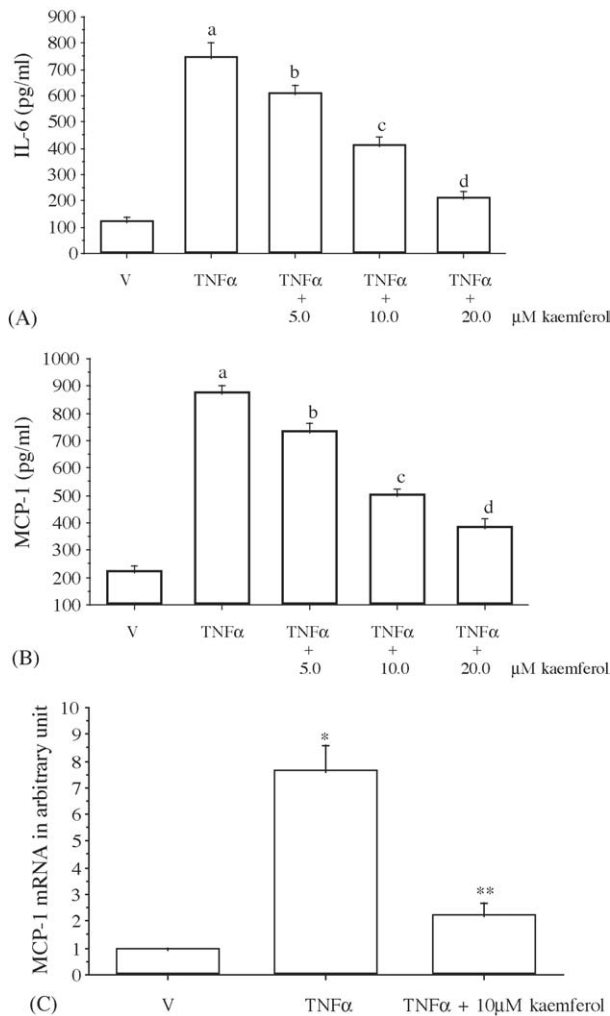 900
800
700
600
500
400
300
200
100
0
IL-6 (pg/ml)
a
b
c
d
V
TNFα
TNFα
+
5.0
TNFα
+
10.0
TNFα
+
20.0
μM kaemferol
(A)
1000
900
800
700
600
500
400
300
200
100
MCP-1 (pg/ml)
a
b
c
d
V
TNFα
TNFα
+
5.0
TNFα
+
10.0
TNFα
+
20.0
μM kaemferol
(B)
10
9
8
7
6
5
4
3
2
1
0
MCP-1 mRNA in arbitrary unit
*
**
V
TNFα
TNFα + 10μM kaemferol
(C)